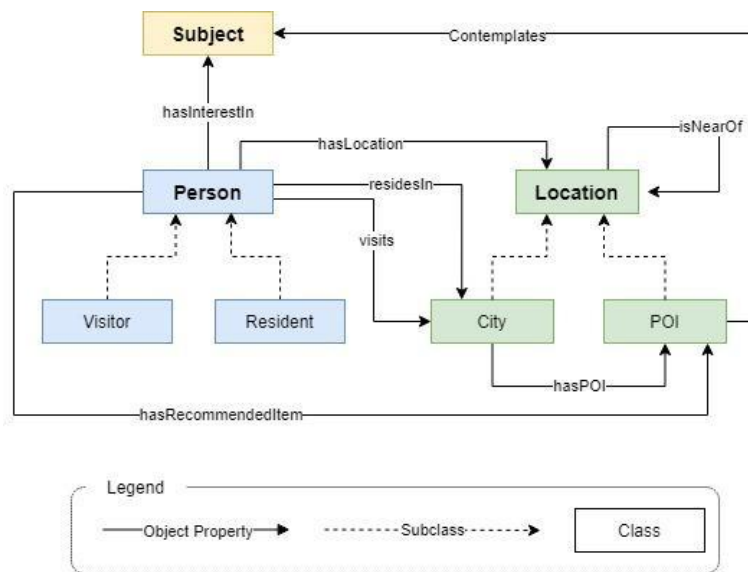 Subject
Contemplates
hasInterestIn
isNearOf
hasLocation
Person
residesIn
Location
visits
Visitor
Resident
City
POI
hasPOI
hasRecommendedItem
Legend
Object Property
Subclass
Class